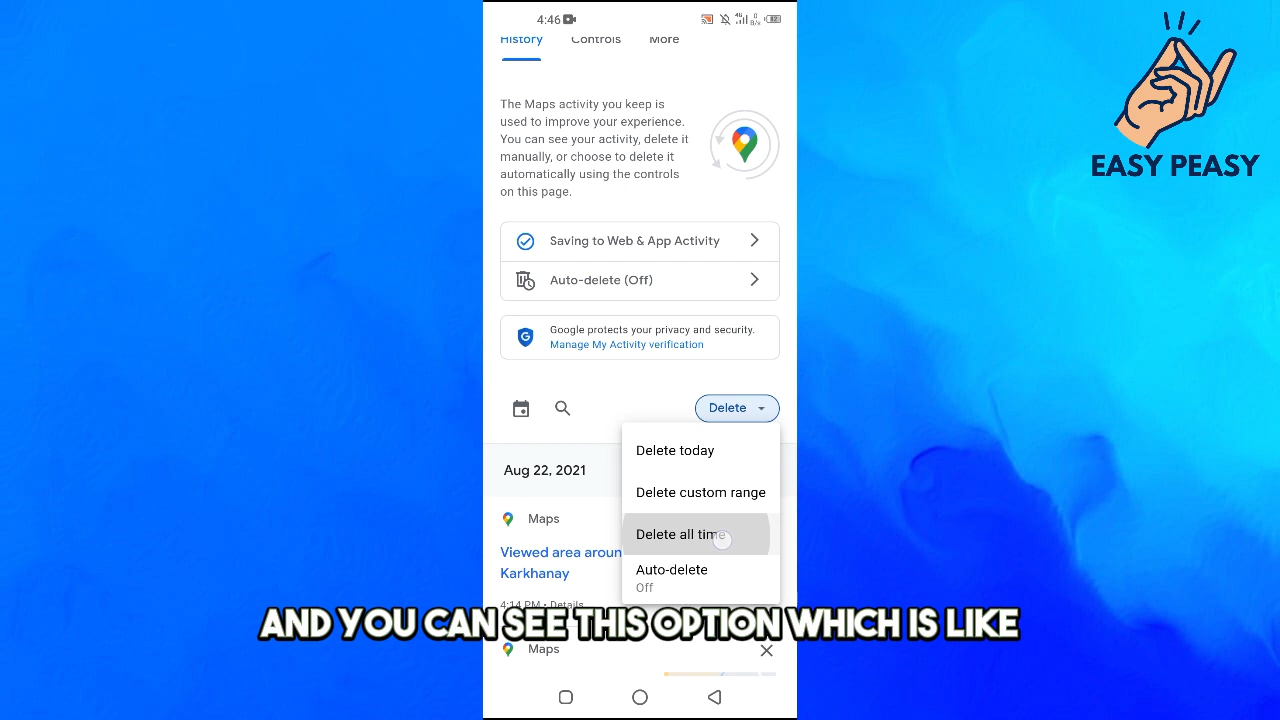 4:46
History Controls More
The Maps activity you keep is
used to improve your experience.
You can see your activity, delete it
manually, or choose to delete it
automatically using the controls
on this page.
Saving to Web & App Activity
Auto-delete (Off)
Google protects your privacy and security.
Manage My Activity verification
Delete
Delete today
Delete custom range
Delete all time
Auto-delete
Off
Aug 22, 2021
Maps
Viewed area aroun
Karkhanay
4:14 PM • Details
Maps
AND YOU CAN SEE THIS OPTION WHICH IS LIKE
EASY PEASY